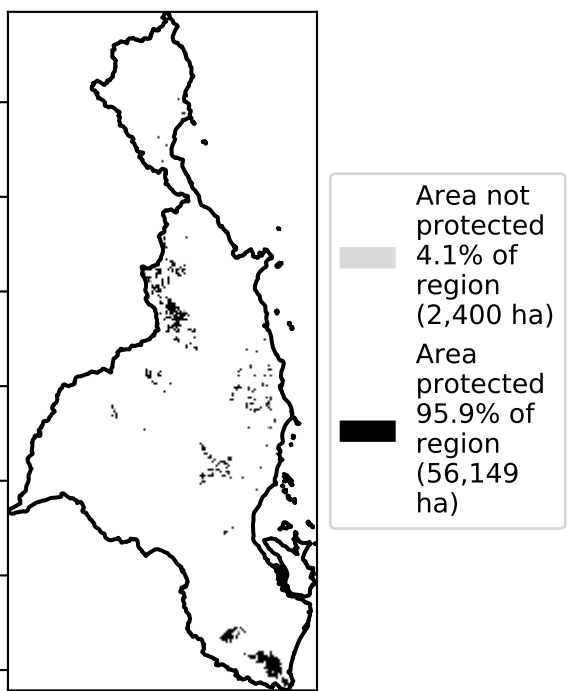 Area not
protected
4.1% of
region
(2,400 ha)
Area
protected
95.9% of
region
(56,149
ha)